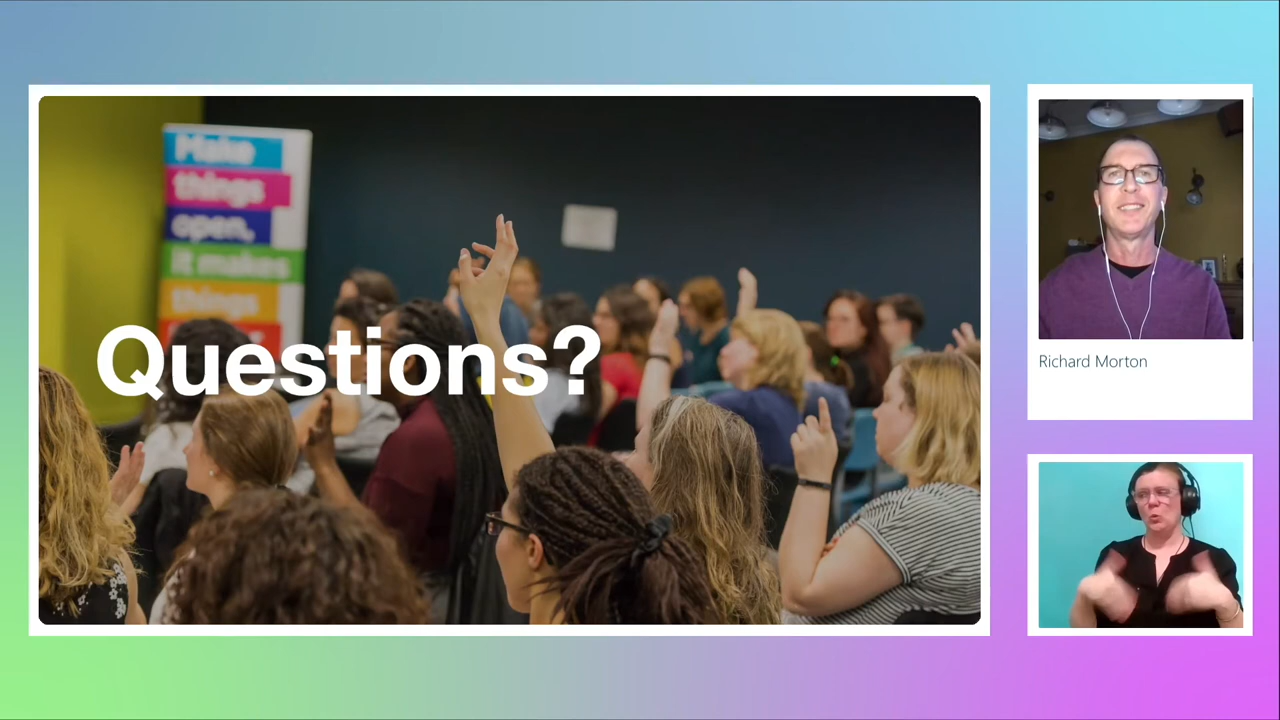 Make
things
open,
it makes
things
Questions?
Richard Morton